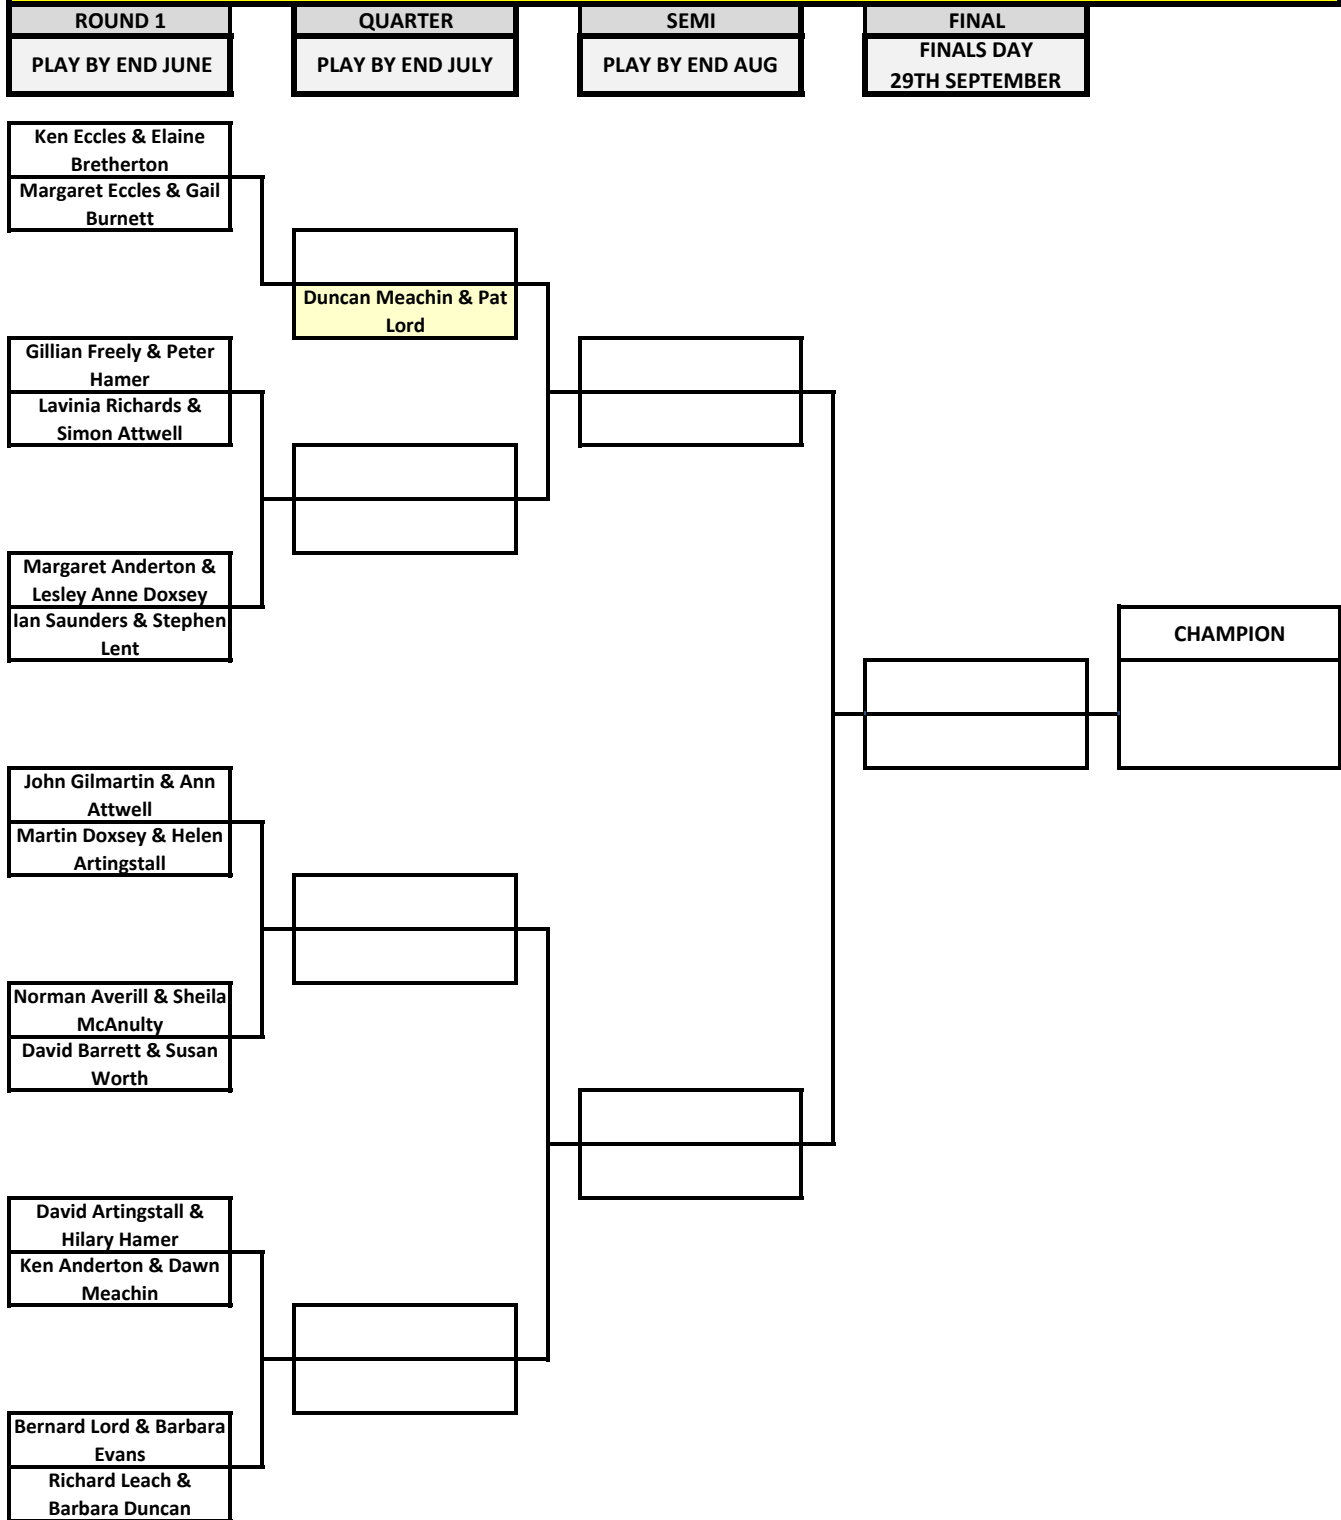 ROUND 1
QUARTER
SEMI
FINAL
PLAY BY END JUNE
PLAY BY END JULY
PLAY BY END AUG
FINALS DAY
29TH SEPTEMBER
Ken Eccles & Elaine
Bretherton
Margaret Eccles & Gail
Burnett
Duncan Meachin & Pat
Lord
Gillian Freely & Peter
Hamer
Lavinia Richards &
Simon Attwell
Margaret Anderton &
Lesley Anne Doxsey
Ian Saunders & Stephen
Lent
CHAMPION
John Gilmartin & Ann
Attwell
Martin Doxsey & Helen
Artingstall
Norman Averill & Sheila
McAnulty
David Barrett & Susan
Worth
David Artingstall &
Hilary Hamer
Ken Anderton & Dawn
Meachin
Bernard Lord & Barbara
Evans
Richard Leach &
Barbara Duncan